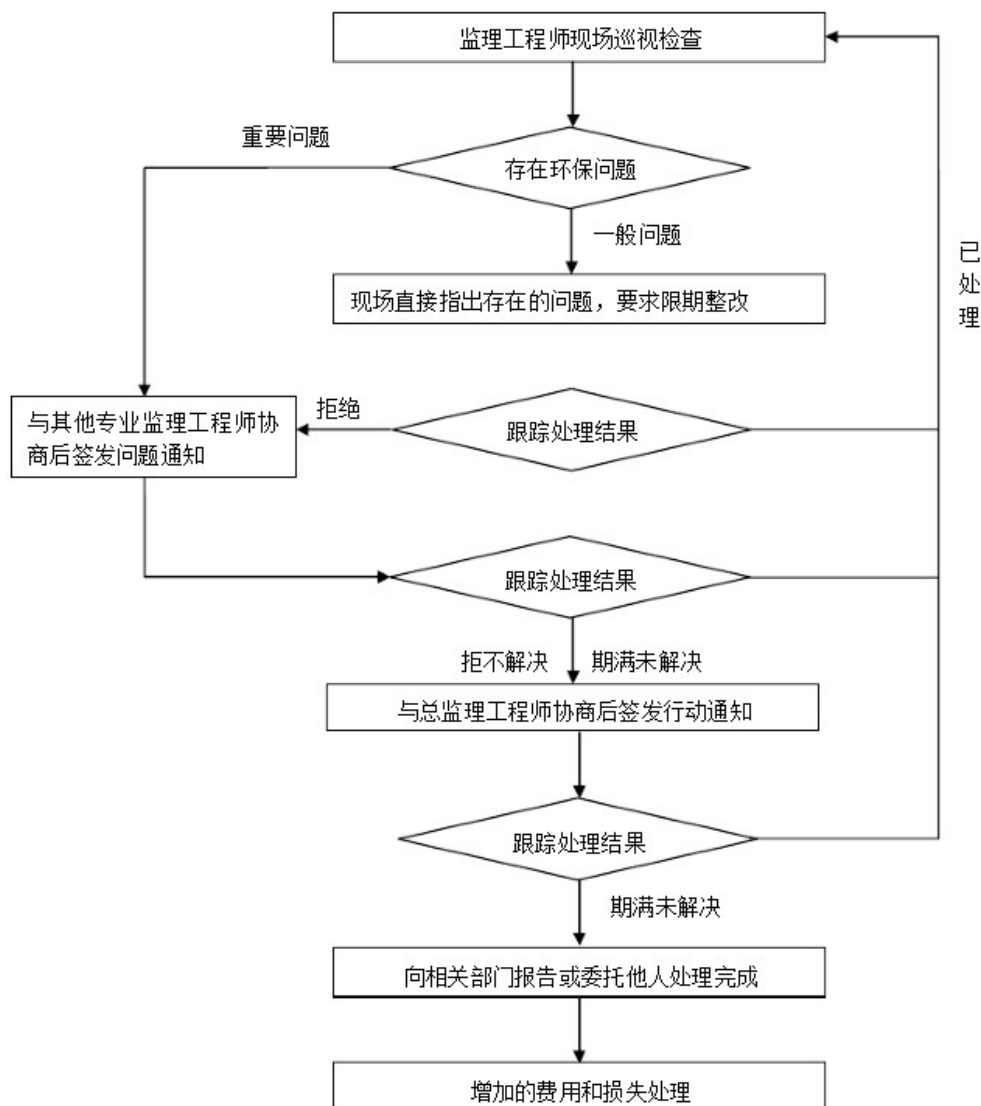 监理工程师现场巡视检查
重要问题
存在环保问题
一般问题
已
处
理
现场直接指出存在的问题，要求限期整改
与其他专业监理工程师协
商后签发问题通知
拒绝
跟踪处理结果
跟踪处理结果
拒不解决
期满未解决
与总监理工程师协商后签发行动通知
跟踪处理结果
期满未解决
向相关部门报告或委托他人处理完成
增加的费用和损失处理